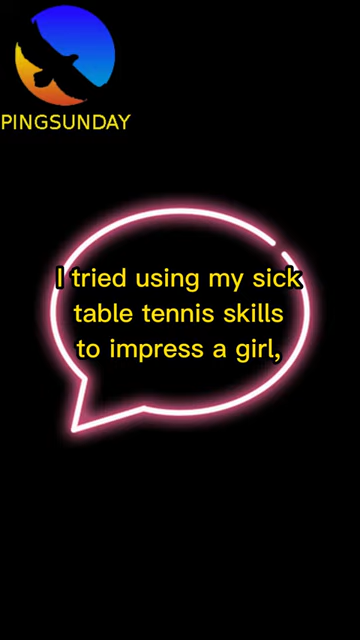 PINGSUNDAY
I tried using my sick
table tennis skills
to impress a girl,